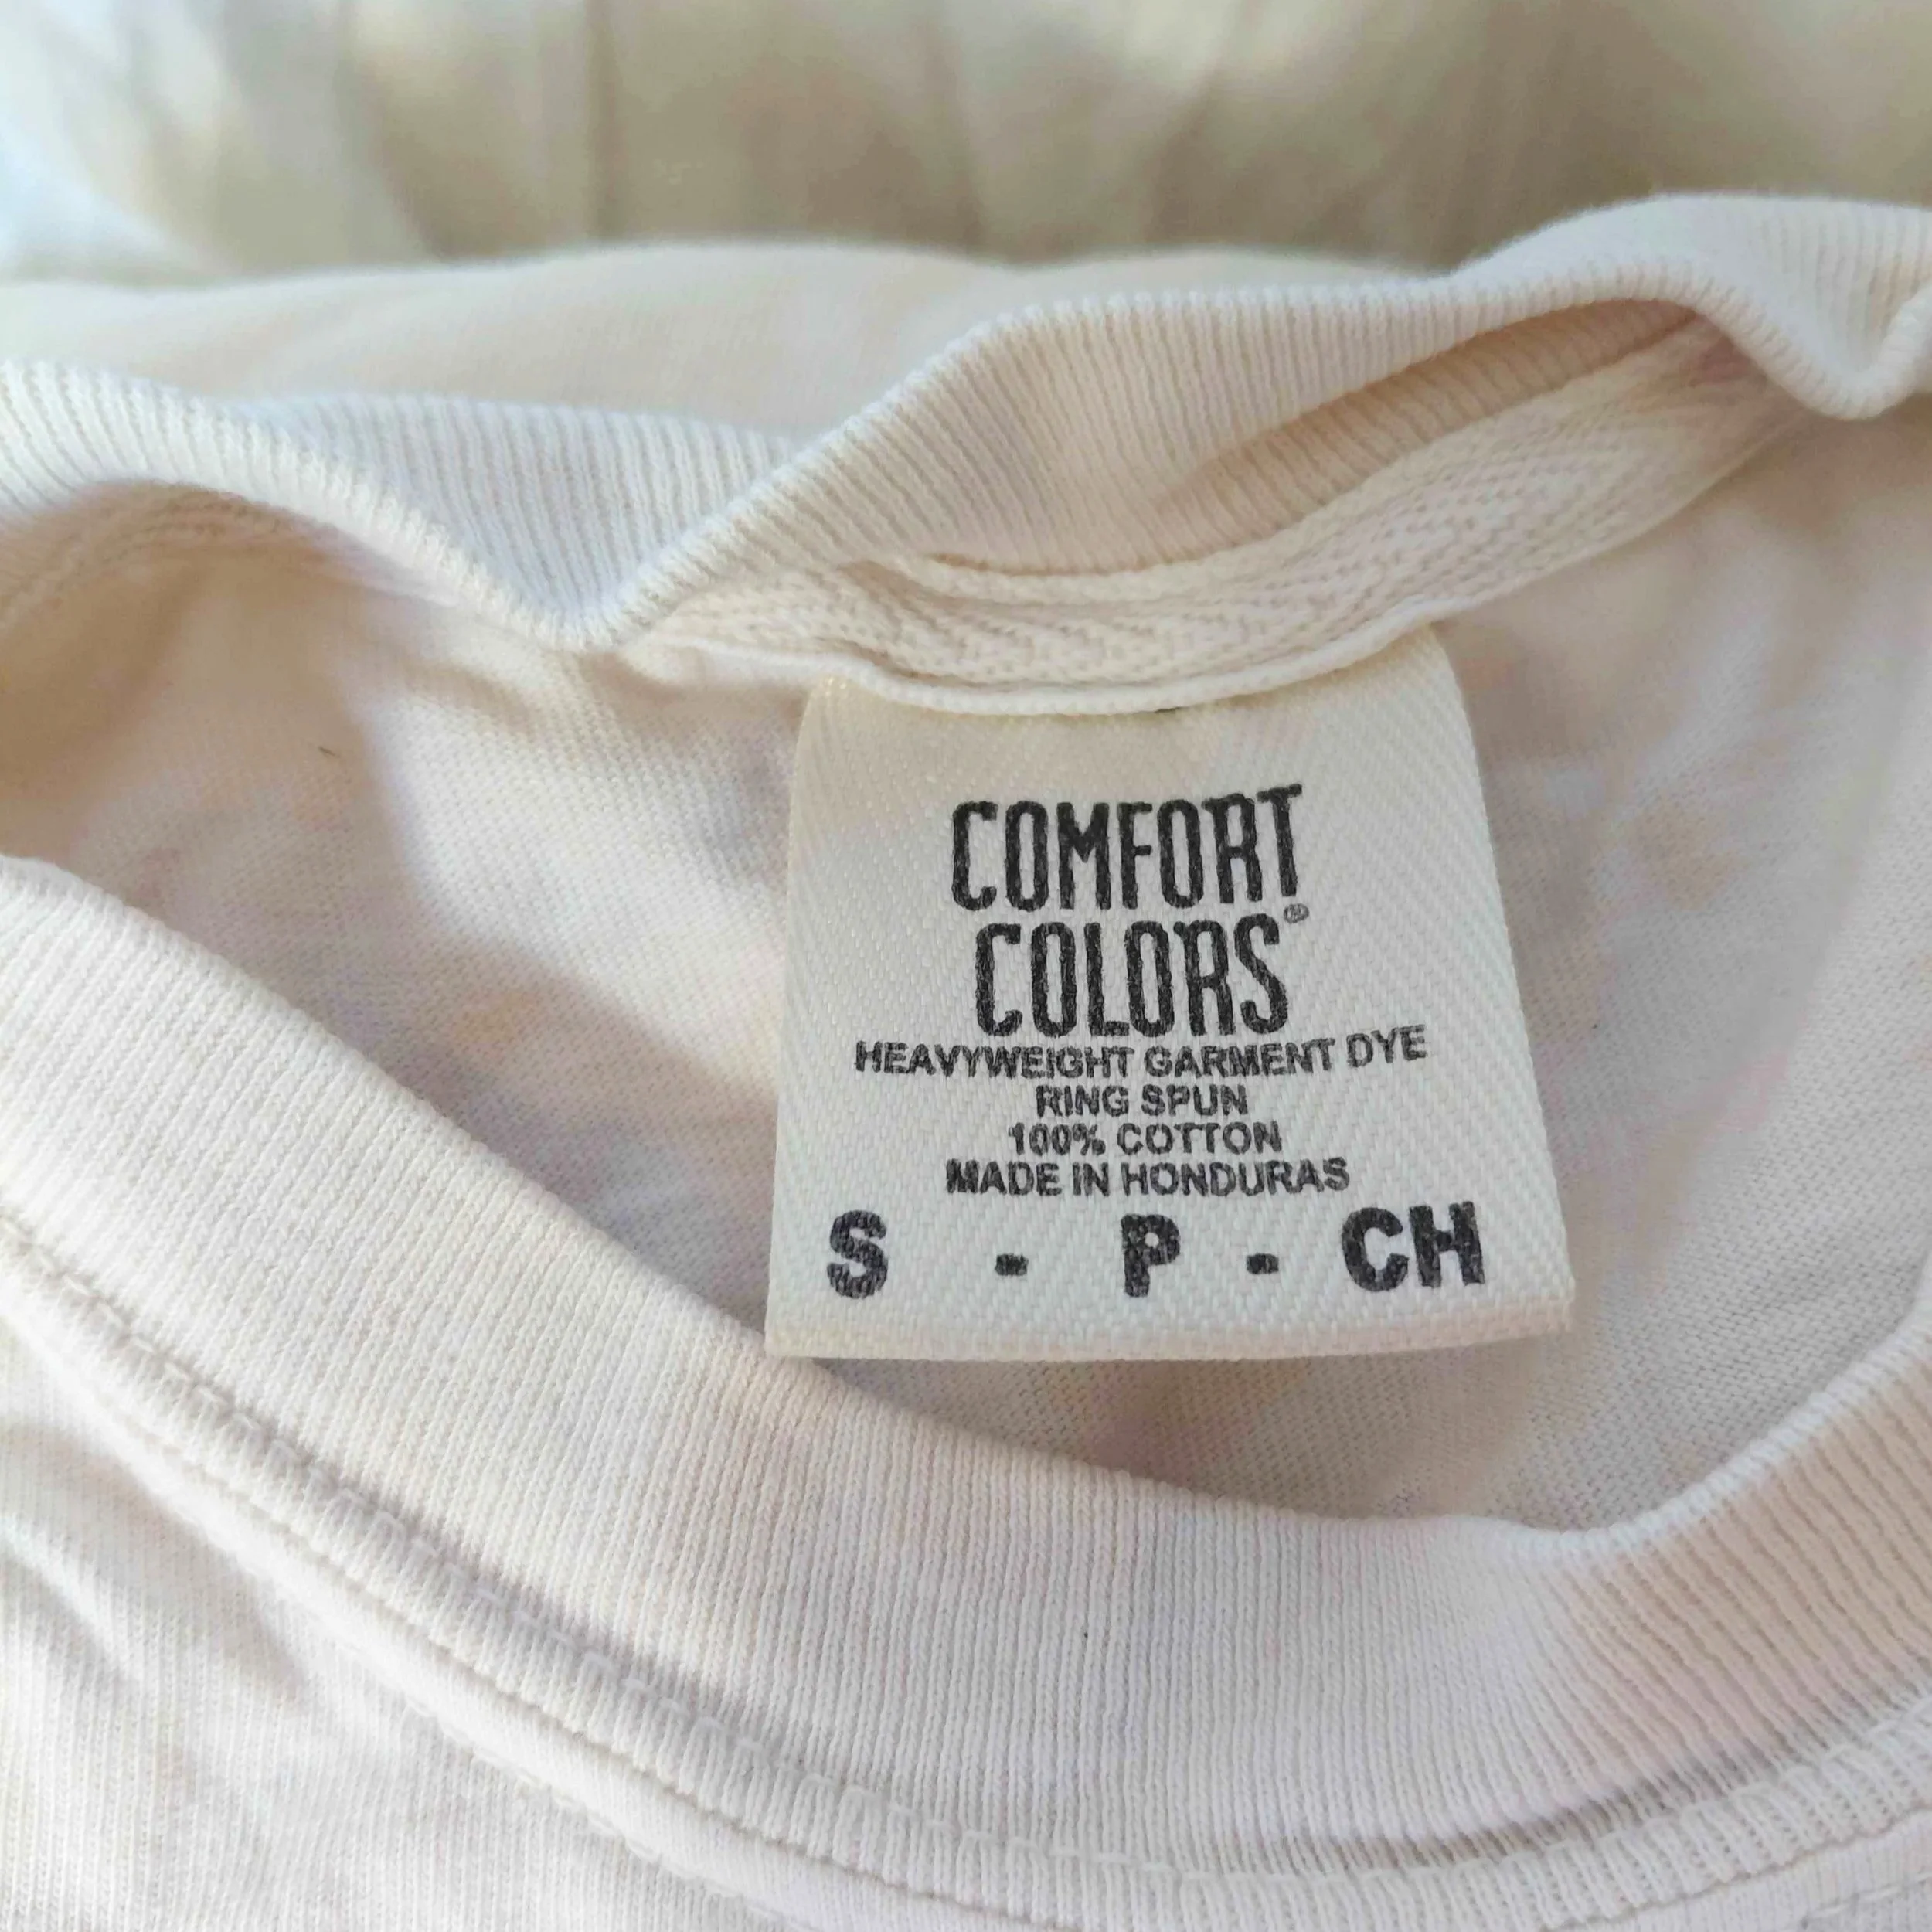 COMFORT
COLORS®
HEAVYWEIGHT GARMENT DYE
RING SPUN
100% COTTON
MADE IN HONDURAS
S - P - CH